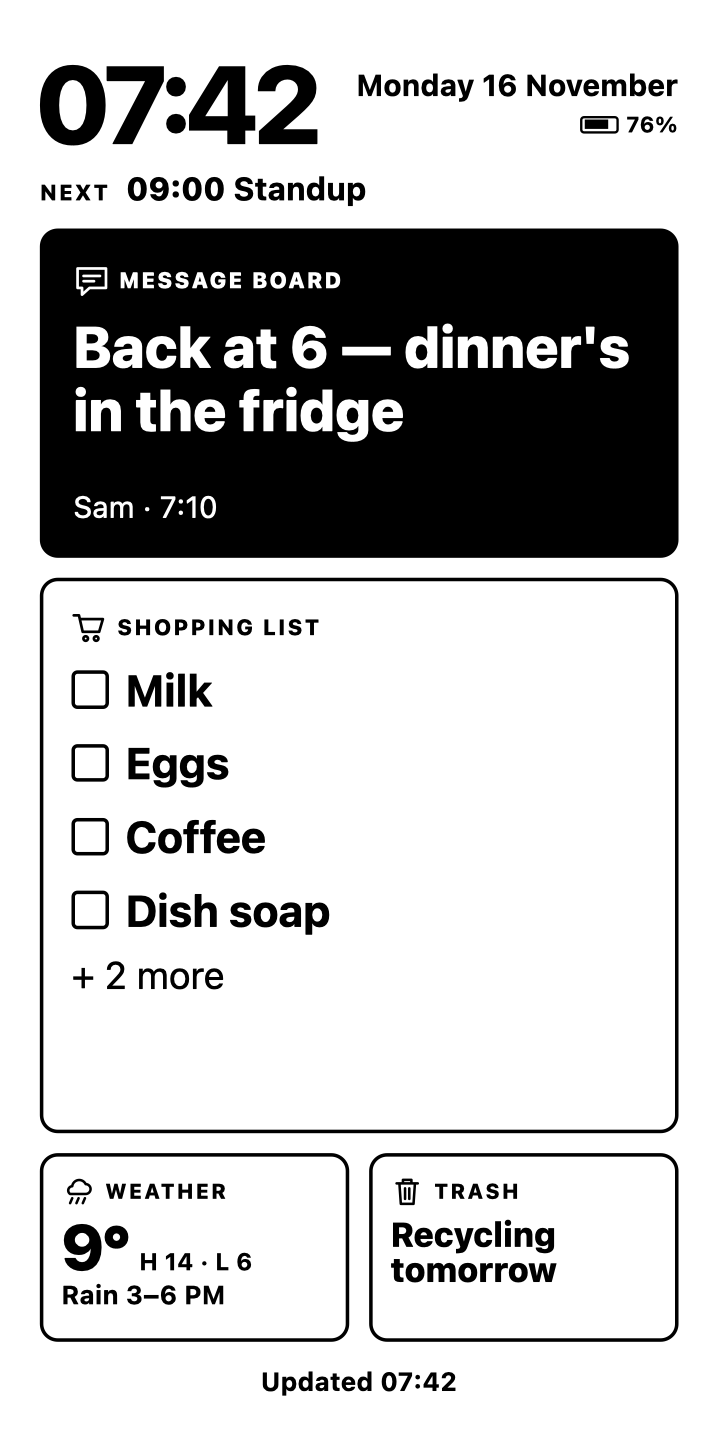 07:42
Monday 16 November
76%
NEXT 09:00 Standup
MESSAGE BOARD
Back at 6 — dinner's
in the fridge
Sam · 7:10
SHOPPING LIST
Milk
Eggs
Coffee
Dish soap
+ 2 more
WEATHER
9° H 14 · L 6
Rain 3–6 PM
TRASH
Recycling
tomorrow
Updated 07:42